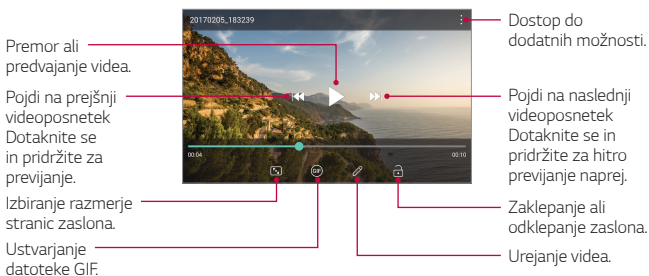 Premor ali
predvajanje videa.
Pojdi na prejšnji
videoposnetek
Dotaknite se
in pridržite za
previjanje.
Izbiranje razmerje
stranic zaslona.
Ustvarjanje
datoteke GIF.
20170205_183239
00:04
00:10
GIF
Dostop do
dodatnih možnosti.
Pojdi na naslednji
videoposnetek
Dotaknite se in
pridržite za hitro
previjanje naprej.
Zaklepanje ali
odklepanje zaslona.
Urejanje videa.